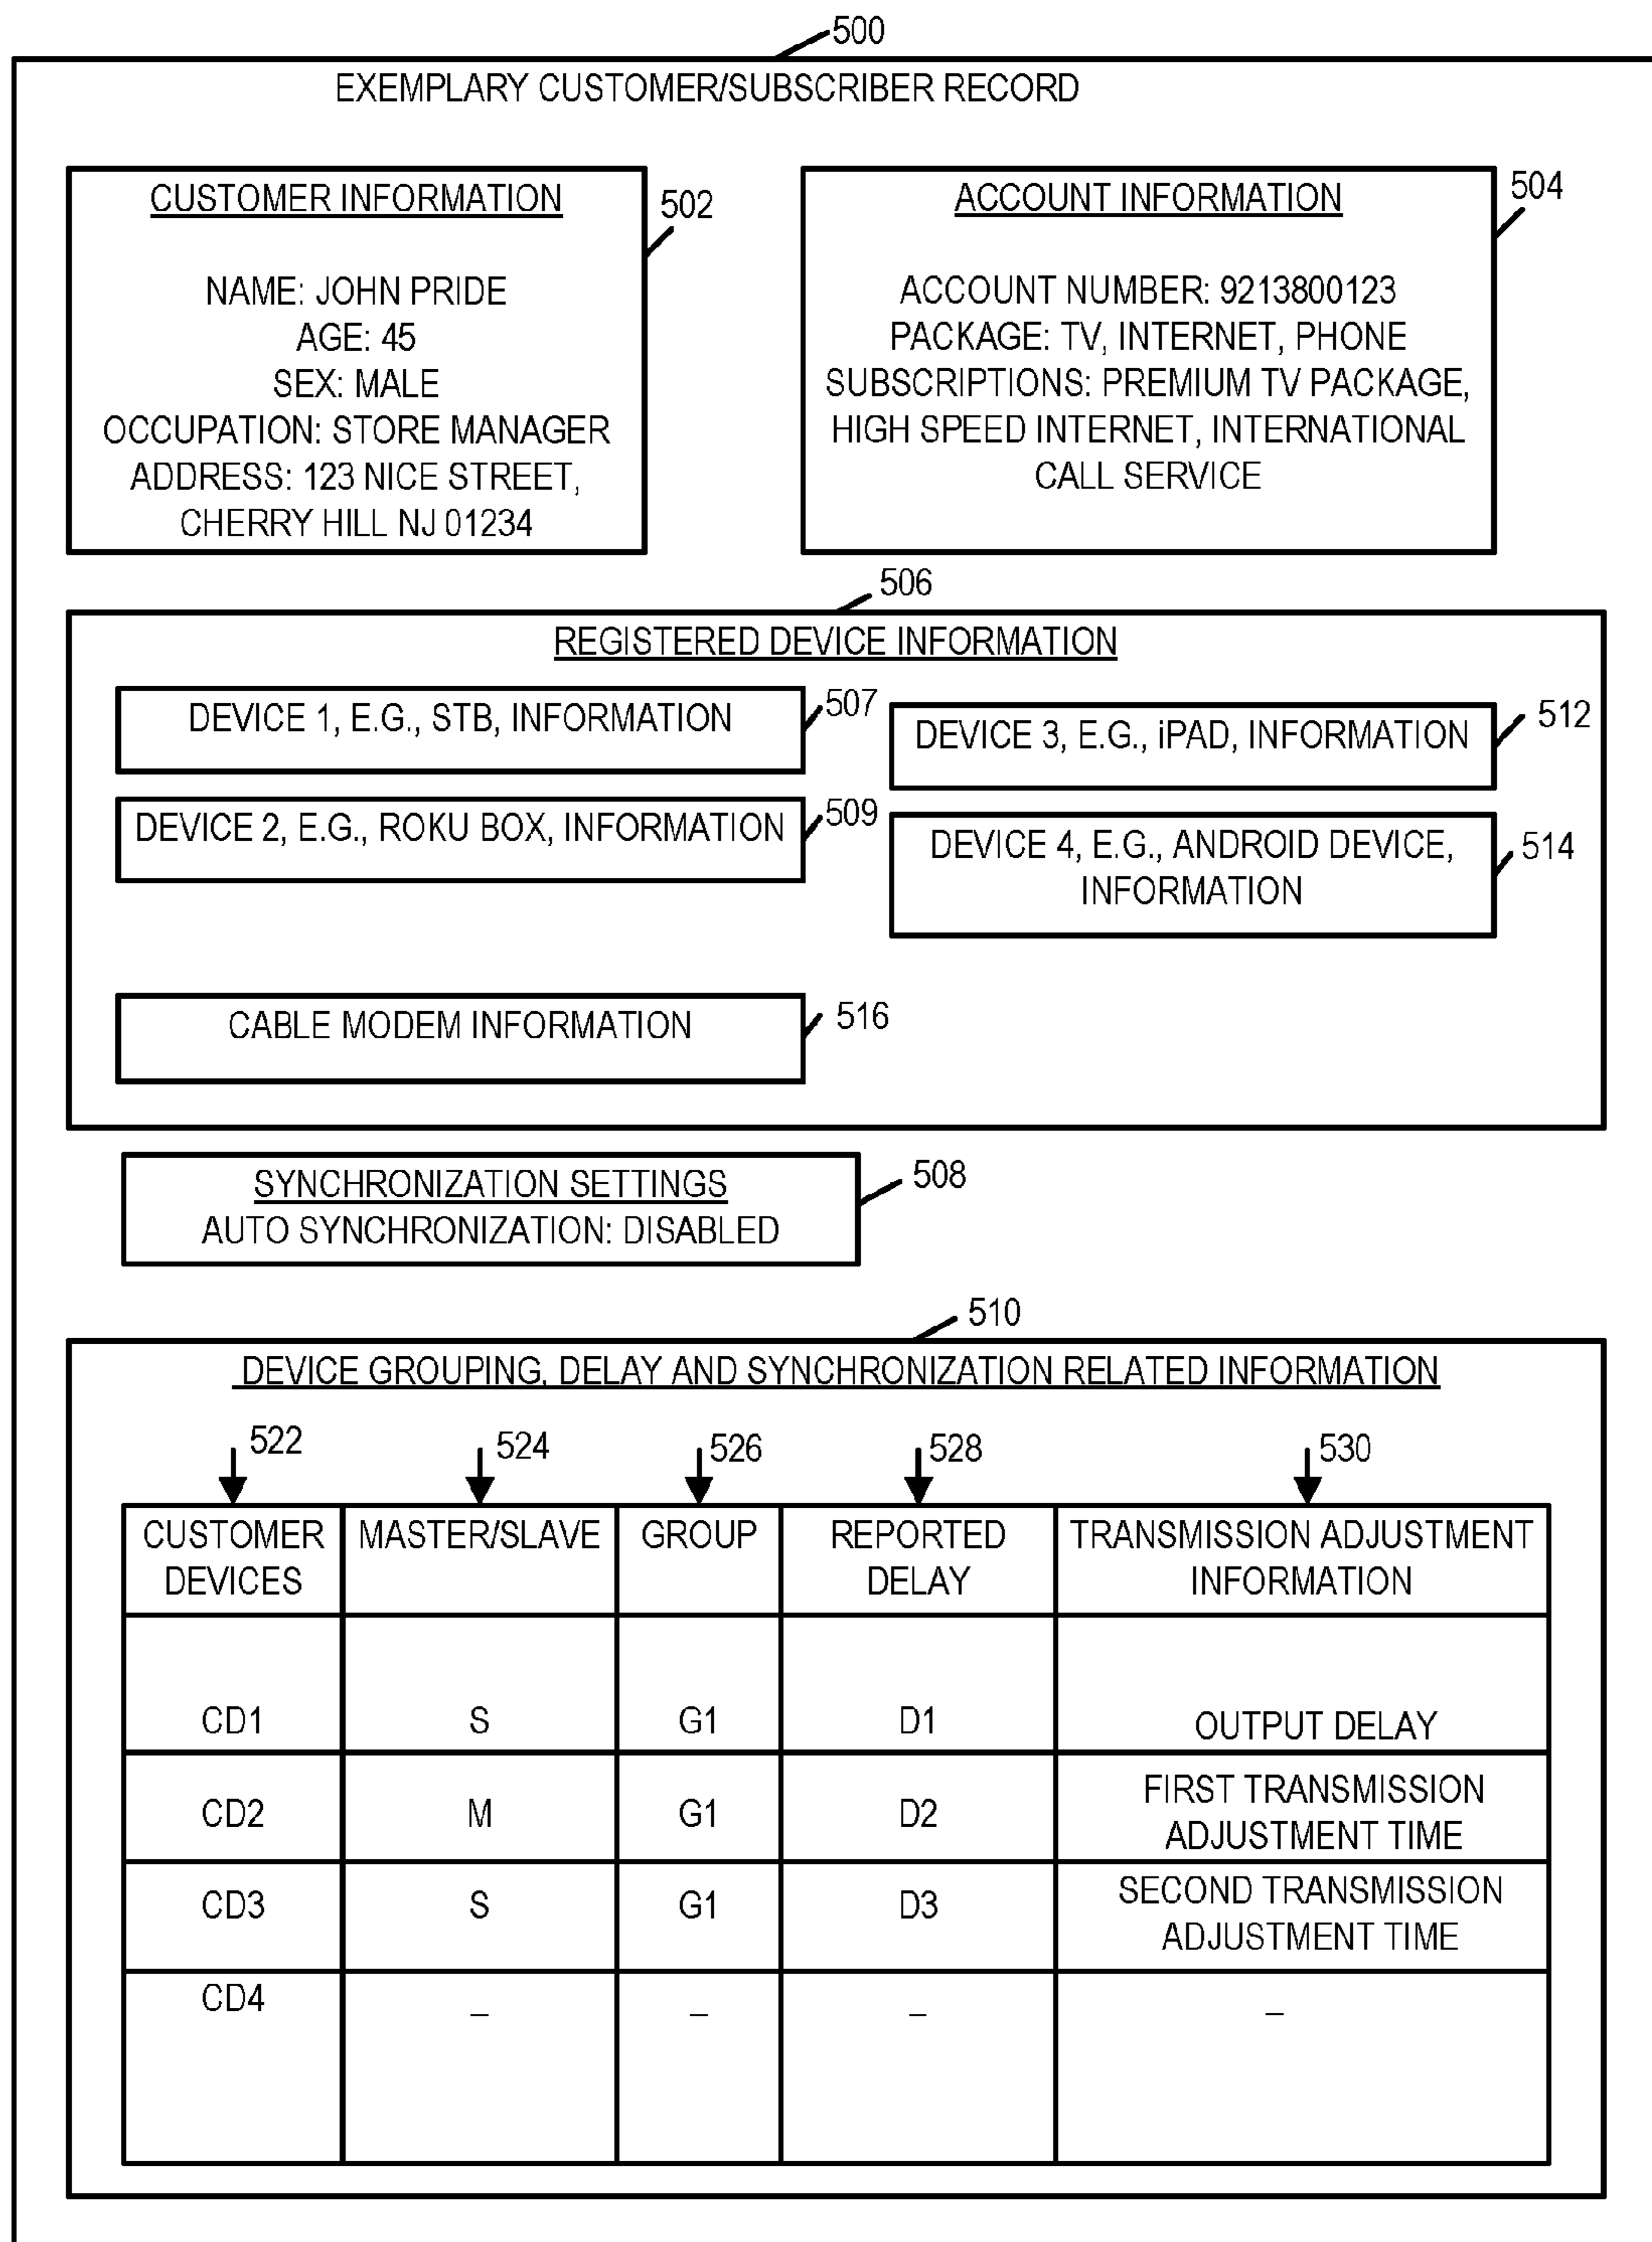 500
EXEMPLARY CUSTOMER/SUBSCRIBER RECORD
CUSTOMER INFORMATION
502
NAME: JOHN PRIDE
AGE: 45
SEX: MALE
OCCUPATION: STORE MANAGER
ADDRESS: 123 NICE STREET,
CHERRY HILL NJ 01234
ACCOUNT INFORMATION
504
ACCOUNT NUMBER: 9213800123
PACKAGE: TV, INTERNET, PHONE
SUBSCRIPTIONS: PREMIUM TV PACKAGE,
HIGH SPEED INTERNET, INTERNATIONAL
CALL SERVICE
506
REGISTERED DEVICE INFORMATION
DEVICE 1, E.G., STB, INFORMATION
507
DEVICE 2, E.G., ROKU BOX, INFORMATION
509
DEVICE 3, E.G., iPAD, INFORMATION
512
DEVICE 4, E.G., ANDROID DEVICE,
INFORMATION
514
CABLE MODEM INFORMATION
516
SYNCHRONIZATION SETTINGS
AUTO SYNCHRONIZATION: DISABLED
508
510
DEVICE GROUPING, DELAY AND SYNCHRONIZATION RELATED INFORMATION
522 524 526 528 530
CUSTOMER DEVICES MASTER/SLAVE GROUP REPORTED DELAY TRANSMISSION ADJUSTMENT INFORMATION
CD1 S G1 D1 OUTPUT DELAY
CD2 M G1 D2 FIRST TRANSMISSION ADJUSTMENT TIME
CD3 S G1 D3 SECOND TRANSMISSION ADJUSTMENT TIME
CD4 – – – –